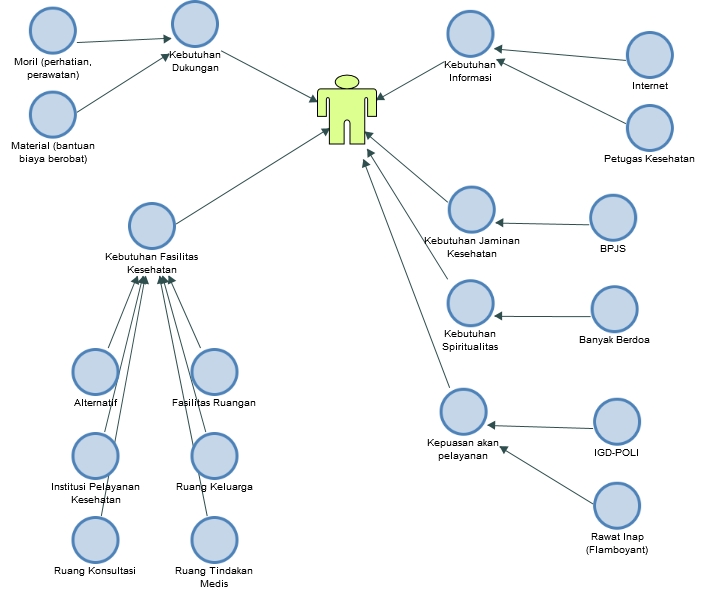 Moril (perhatian,
perawatan)
Kebutuhan
Dukungan
Material (bantuan
biaya berobat)
Kebutuhan
Informasi
Internet
Petugas Kesehatan
Kebutuhan Fasilitas
Kesehatan
Kebutuhan Jaminan
Kesehatan
BPJS
Kebutuhan
Spiritualitas
Banyak Berdoa
Alternatif
Fasilitas Ruangan
Kepuasan akan
pelayanan
IGD-POLI
Institusi Pelayanan
Kesehatan
Ruang Keluarga
Rawat Inap
(Flamboyant)
Ruang Konsultasi
Ruang Tindakan
Medis